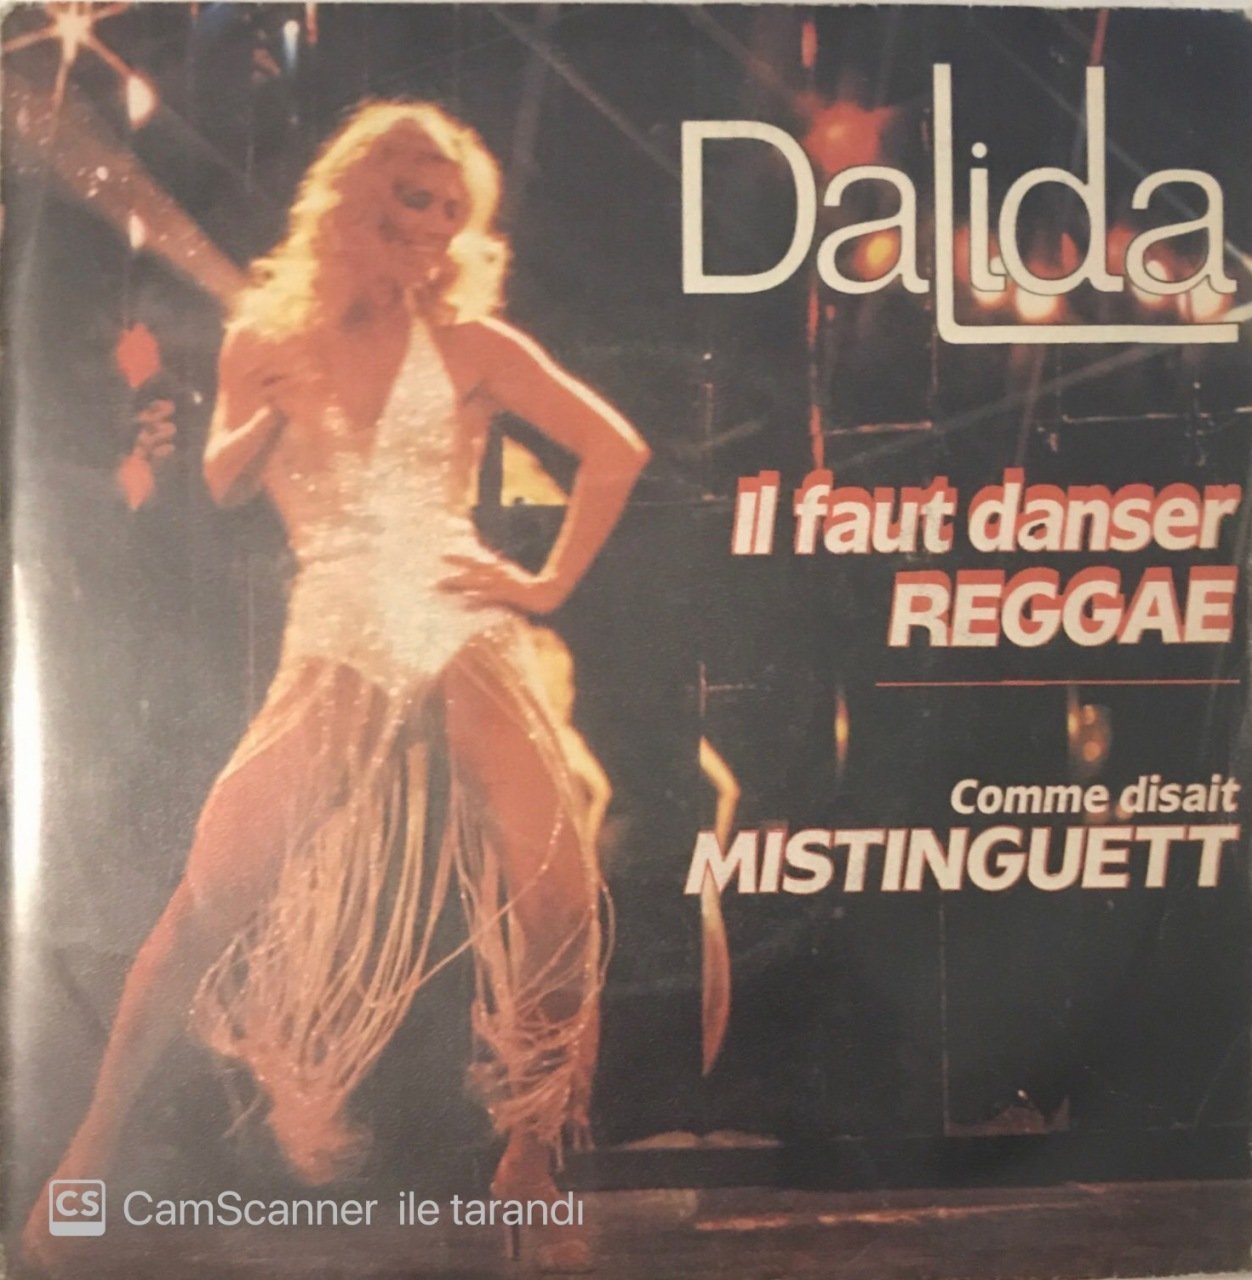 Dalida
Il faut danser
REGGAE
Comme disait
MISTINGUETT
CS CamScanner ile tarandı